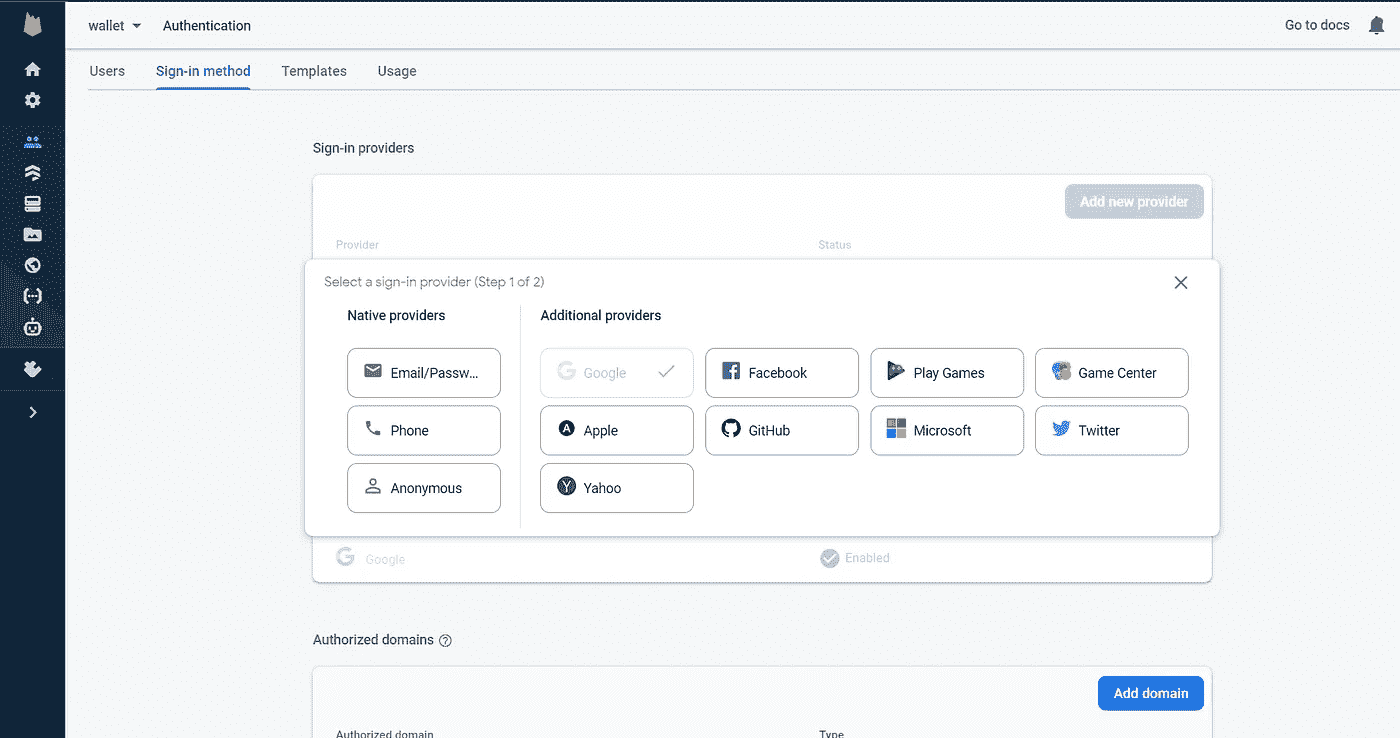 wallet Authentication Go to docs
Users Sign-in method Templates Usage
Sign-in providers
Add new provider
Provider Status
Select a sign-in provider (Step 1 of 2)
Native providers Additional providers
Email/Passw... Google Facebook Play Games Game Center
Phone Apple GitHub Microsoft Twitter
Anonymous Yahoo
Google Enabled
Authorized domains
Add domain
Authorized domain Type